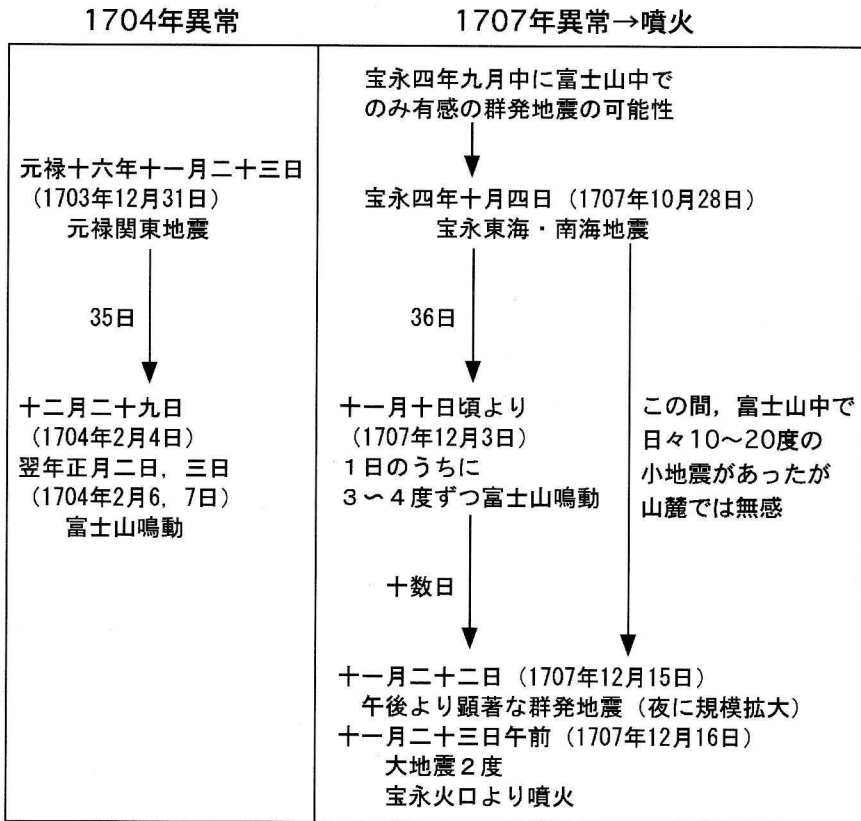 1704年異常
元禄十六年十一月二十三日
（1703年12月31日）
元禄関東地震
35日
十二月二十九日
（1704年2月4日）
翌年正月二日，三日
（1704年2月6，7日）
富士山鳴動
1707年異常→噴火
宝永四年九月中に富士山中で
のみ有感の群発地震の可能性
宝永四年十月四日（1707年10月28日）
宝永東海・南海地震
36日
十一月十日頃より
（1707年12月3日）
１日のうちに
３〜４度ずつ富士山鳴動
この間，富士山中で
日々10〜20度の
小地震があったが
山麓では無感
十数日
十一月二十二日（1707年12月15日）
午後より顕著な群発地震（夜に規模拡大）
十一月二十三日午前（1707年12月16日）
大地震２度
宝永火口より噴火